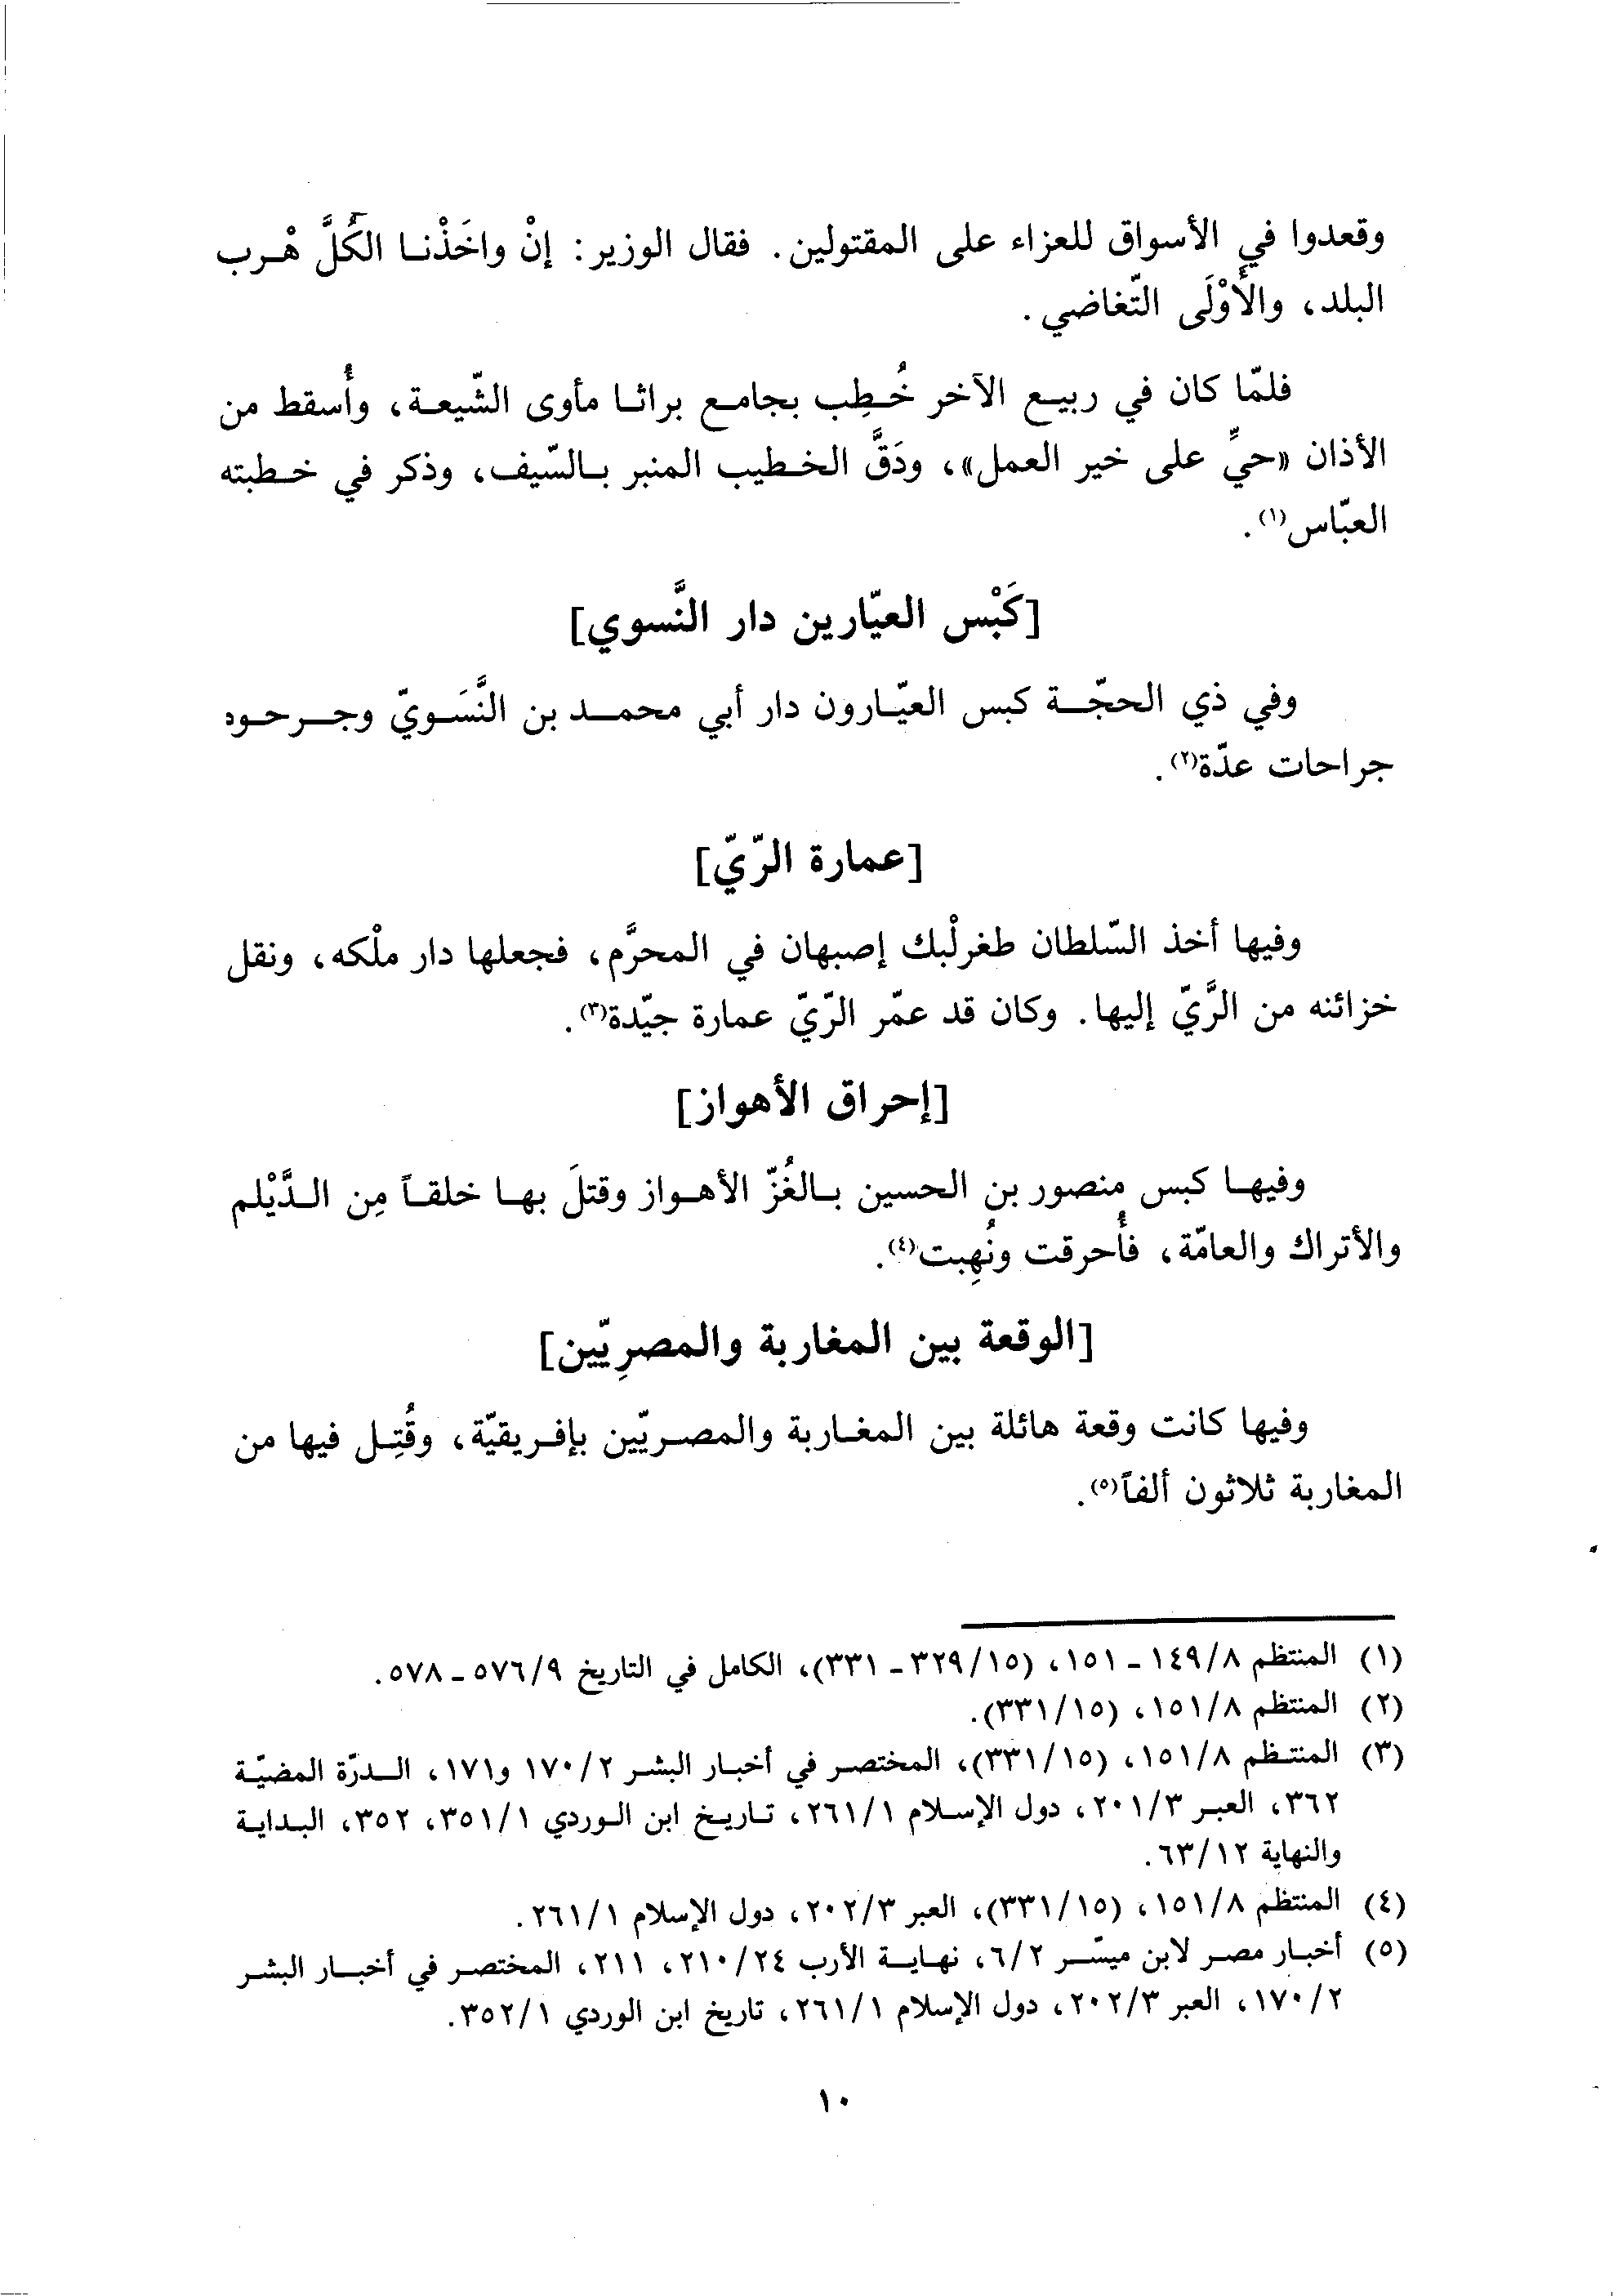 وقعدوا في الأسواق للعزاء على المقتولين. فقال الوزير: إنْ واخَذْنا الكُلَّ هْرب
البلد، والأَوْلَى التّغاضي.
فلمّا كان في ربيع الآخر خُطِب بجامع براثا مأوى الشّيعة، وأُسقط من
الأذان «حيِّ على خير العمل»، ودَقَّ الخطيب المنبر بالسّيف، وذكر في خطبته
العبّاس(١).
[كَبْس العيّارين دار النَّسوي]
وفي ذي الحجّة كبس العيّارون دار أبي محمد بن النَّسَويّ وجرحوه
جراحات عدّة(٢).
[عمارة الرّيّ]
وفيها أخذ السّلطان طغرلْبك إصبهان في المحرَّم، فجعلها دار ملْكه، ونقل
خزائنه من الرَّيّ إليها. وكان قد عمّر الرّيّ عمارة جيّدة(٣).
[إحراق الأهواز]
وفيها كبس منصور بن الحسين بالغُزّ الأهواز وقتلَ بها خلقاً مِن الدَّيْلم
والأتراك والعامّة، فأُحرقت ونُهِبت(٤).
[الوقعة بين المغاربة والمصرِيّين]
وفيها كانت وقعة هائلة بين المغاربة والمصريّين بإفريقيّة، وقُتِل فيها من
المغاربة ثلاثون ألفاً(٥).
(١) المنتظم ١٤٩/٨ - ١٥١، (٣٢٩/١٥ - ٣٣١)، الكامل في التاريخ ٥٧٦/٩ - ٥٧٨.
(٢) المنتظم ١٥١/٨، (٣٣١/١٥).
(٣) المنتظم ١٥١/٨، (٣٣١/١٥)، المختصر في أخبار البشر ١٧٠/٢ و١٧١، الدرّة المضيّة
٣٦٢، العبر ٢٠١/٣، دول الإسلام ٢٦١/١، تاريخ ابن الوردي ٣٥١/١، ٣٥٢، البداية
والنهاية ٦٣/١٢.
(٤) المنتظم ١٥١/٨، (٣٣١/١٥)، العبر ٢٠٢/٣، دول الإسلام ٢٦١/١.
(٥) أخبار مصر لابن ميسّر ٦/٢، نهاية الأرب ٢١٠/٢٤، ٢١١، المختصر في أخبار البشر
١٧٠/٢، العبر ٢٠٢/٣، دول الإسلام ٢٦١/١، تاريخ ابن الوردي ٣٥٢/١.
١٠